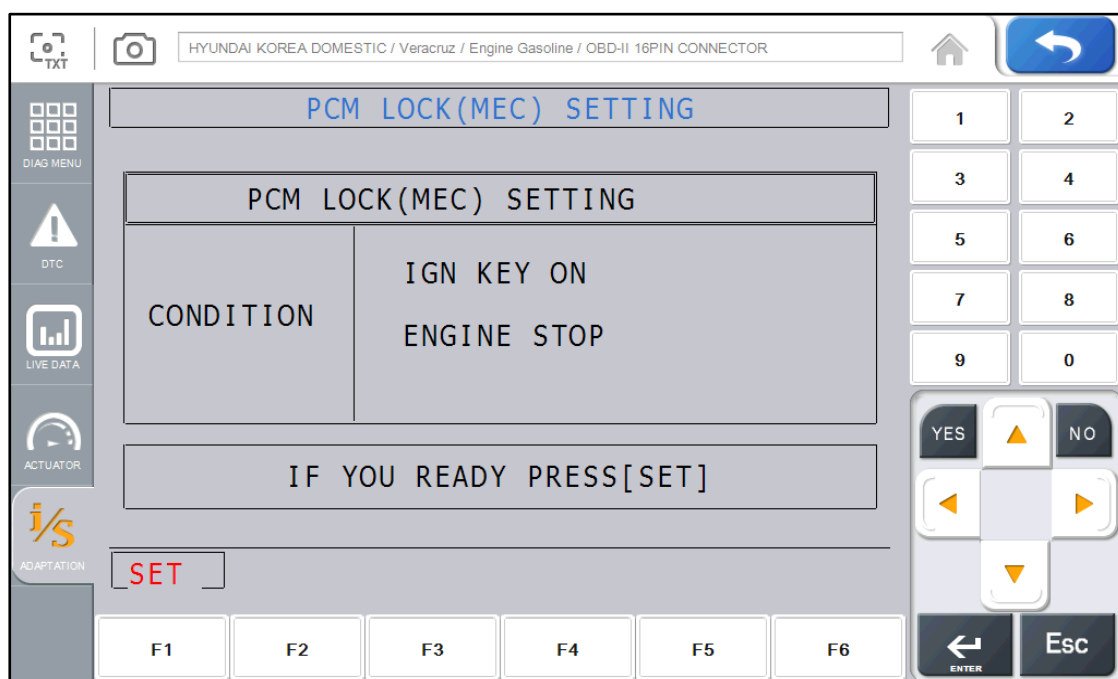 TXT
HYUNDAI KOREA DOMESTIC / Veracruz / Engine Gasoline / OBD-II 16PIN CONNECTOR
DIAG MENU
DTC
LIVE DATA
ACTUATOR
i/S
ADAPTATION
PCM LOCK(MEC) SETTING
PCM LOCK(MEC) SETTING
CONDITION
IGN KEY ON
ENGINE STOP
IF YOU READY PRESS[SET]
SET
F1 F2 F3 F4 F5 F6
1 2
3 4
5 6
7 8
9 0
YES NO
ENTER Esc